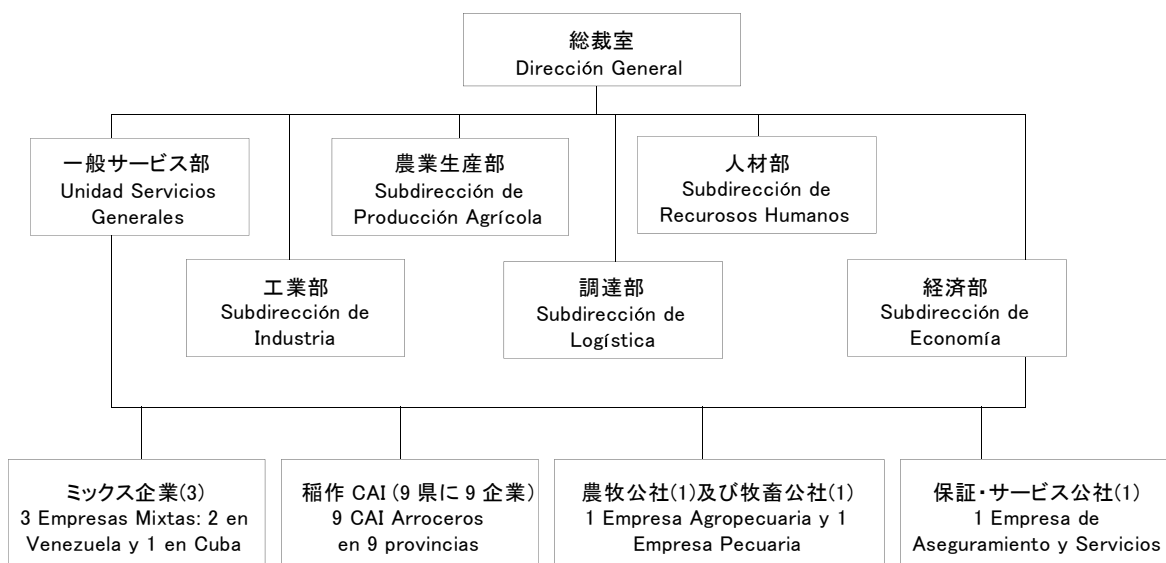 総裁室
Dirección General
一般サービス部
Unidad Servicios
Generales
農業生産部
Subdirección de
Producción Agrícola
人材部
Subdirección de
Recurosos Humanos
工業部
Subdirección de
Industria
調達部
Subdirección de
Logística
経済部
Subdirección de
Economía
ミックス企業(3)
3 Empresas Mixtas: 2 en
Venezuela y 1 en Cuba
稲作 CAI (9 県に 9 企業)
9 CAI Arroceros
en 9 provincias
農牧公社(1)及び牧畜公社(1)
1 Empresa Agropecuaria y 1
Empresa Pecuaria
保証・サービス公社(1)
1 Empresa de
Aseguramiento y Servicios